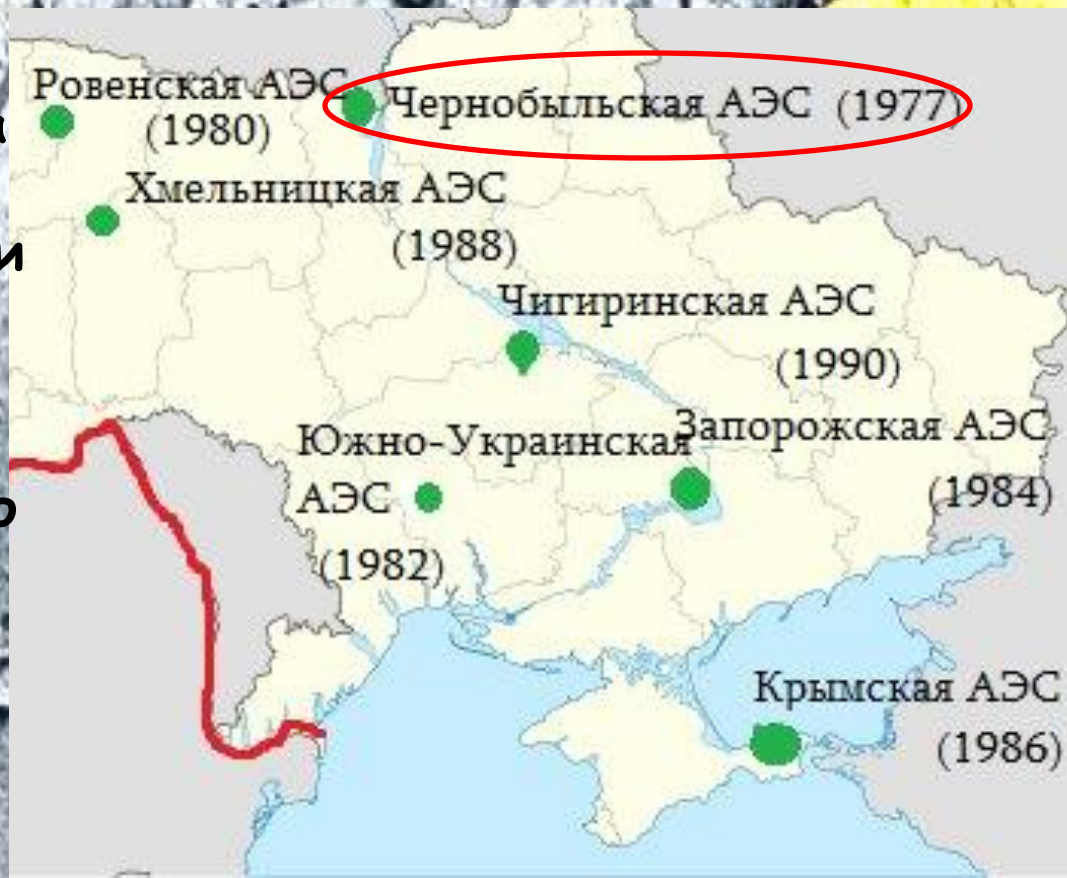 Ровенская АЭС
(1980)
Чернобыльская АЭС (1977)
Хмельницкая АЭС
(1988)
Чигиринская АЭС
(1990)
Южно-Украинская
АЭС
(1982)
Запорожская АЭС
(1984)
Крымская АЭС
(1986)